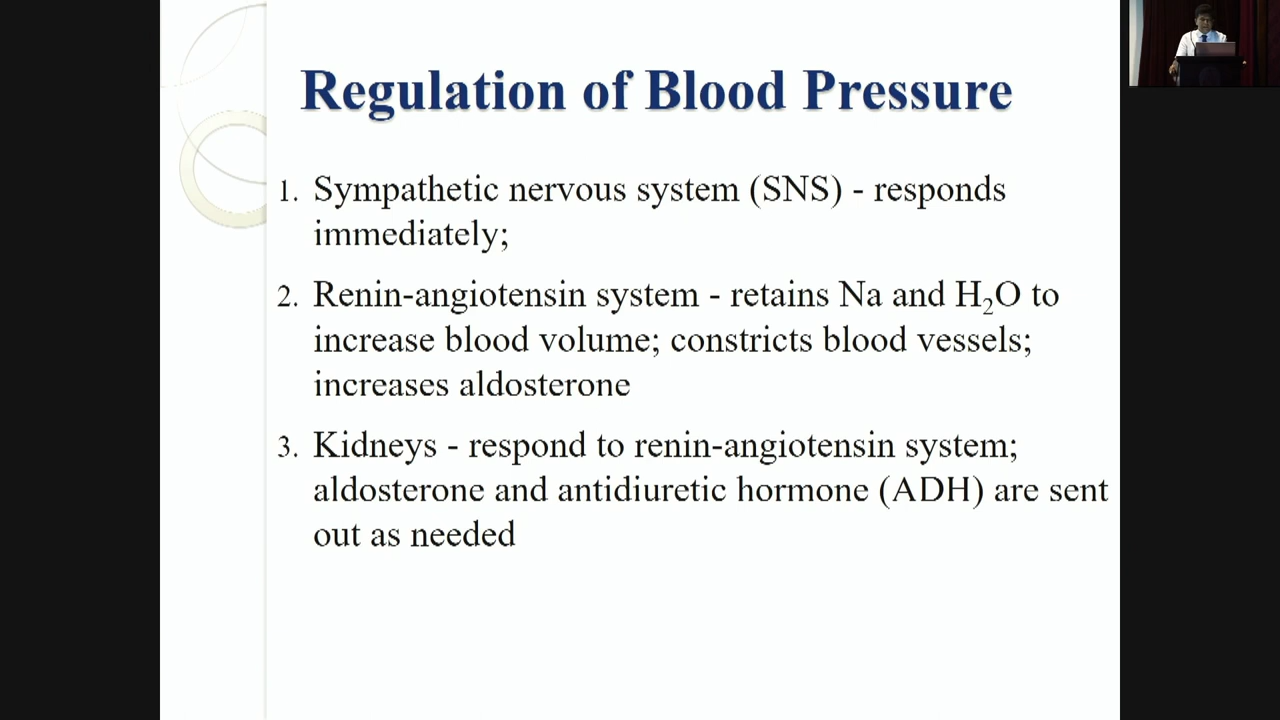 Regulation of Blood Pressure
1. Sympathetic nervous system (SNS) - responds
immediately;
2. Renin-angiotensin system - retains Na and H₂O to
increase blood volume; constricts blood vessels;
increases aldosterone
3. Kidneys - respond to renin-angiotensin system;
aldosterone and antidiuretic hormone (ADH) are sent
out as needed